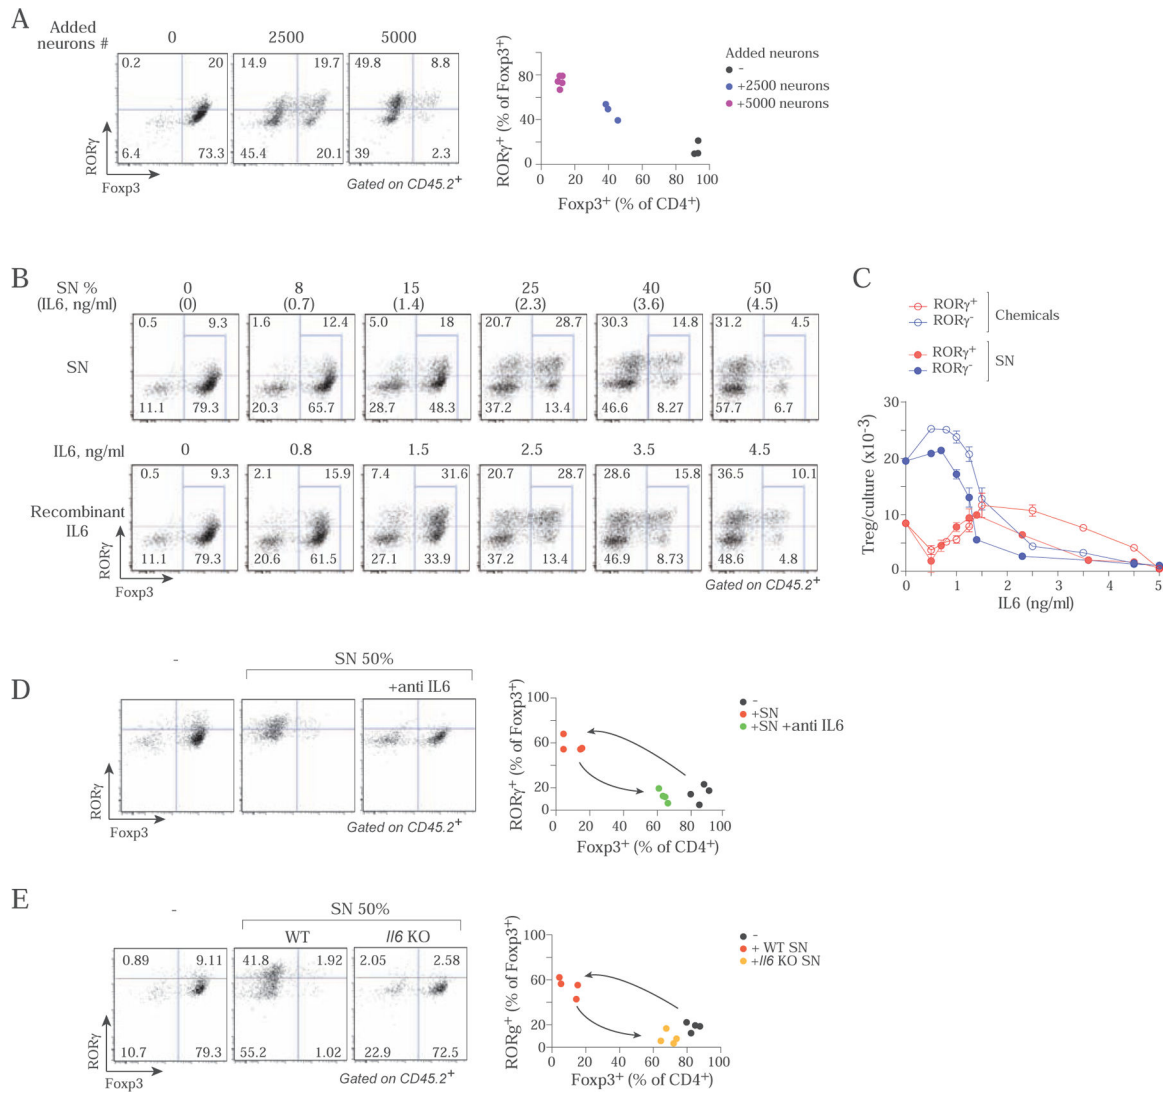 A
Added neurons # 0 2500 5000
0.2 20 14.9 19.7 49.8 8.8
6.4 73.3 45.4 20.1 39 2.3
RORγ
Foxp3
Gated on CD45.2+
RORγ+ (% of Foxp3+)
80
40
0
0 20 40 60 80 100
Foxp3+ (% of CD4+)
Added neurons
-
+2500 neurons
+5000 neurons
B
SN % 0 8 15 25 40 50
(IL6, ng/ml) (0) (0.7) (1.4) (2.3) (3.6) (4.5)
0.5 9.3 1.6 12.4 5.0 18 20.7 28.7 30.3 14.8 31.2 4.5
SN
11.1 79.3 20.3 65.7 28.7 48.3 37.2 13.4 46.6 8.27 57.7 6.7
IL6, ng/ml 0 0.8 1.5 2.5 3.5 4.5
0.5 9.3 2.1 15.9 7.4 31.6 20.7 28.7 28.6 15.8 36.5 10.1
Recombinant IL6
11.1 79.3 20.6 61.5 27.1 33.9 37.2 13.4 46.9 8.73 48.6 4.8
RORγ
Foxp3
Gated on CD45.2+
C
RORγ+
RORγ-
Chemicals
RORγ+
RORγ-
SN
Treg/culture (x10-3)
30
20
10
0
0 1 2 3 4 5
IL6 (ng/ml)
D
- SN 50%
+anti IL6
RORγ
Foxp3
Gated on CD45.2+
RORγ+ (% of Foxp3+)
100
60
20
0
0 20 40 60 80 100
Foxp3+ (% of CD4+)
-
+SN
+SN +anti IL6
E
- SN 50%
WT Il6 KO
0.89 9.11 41.8 1.92 2.05 2.58
10.7 79.3 55.2 1.02 22.9 72.5
RORγ
Foxp3
Gated on CD45.2+
RORg+ (% of Foxp3+)
100
60
20
0
0 20 40 60 80 100
Foxp3+ (% of CD4+)
-
+ WT SN
+Il6 KO SN